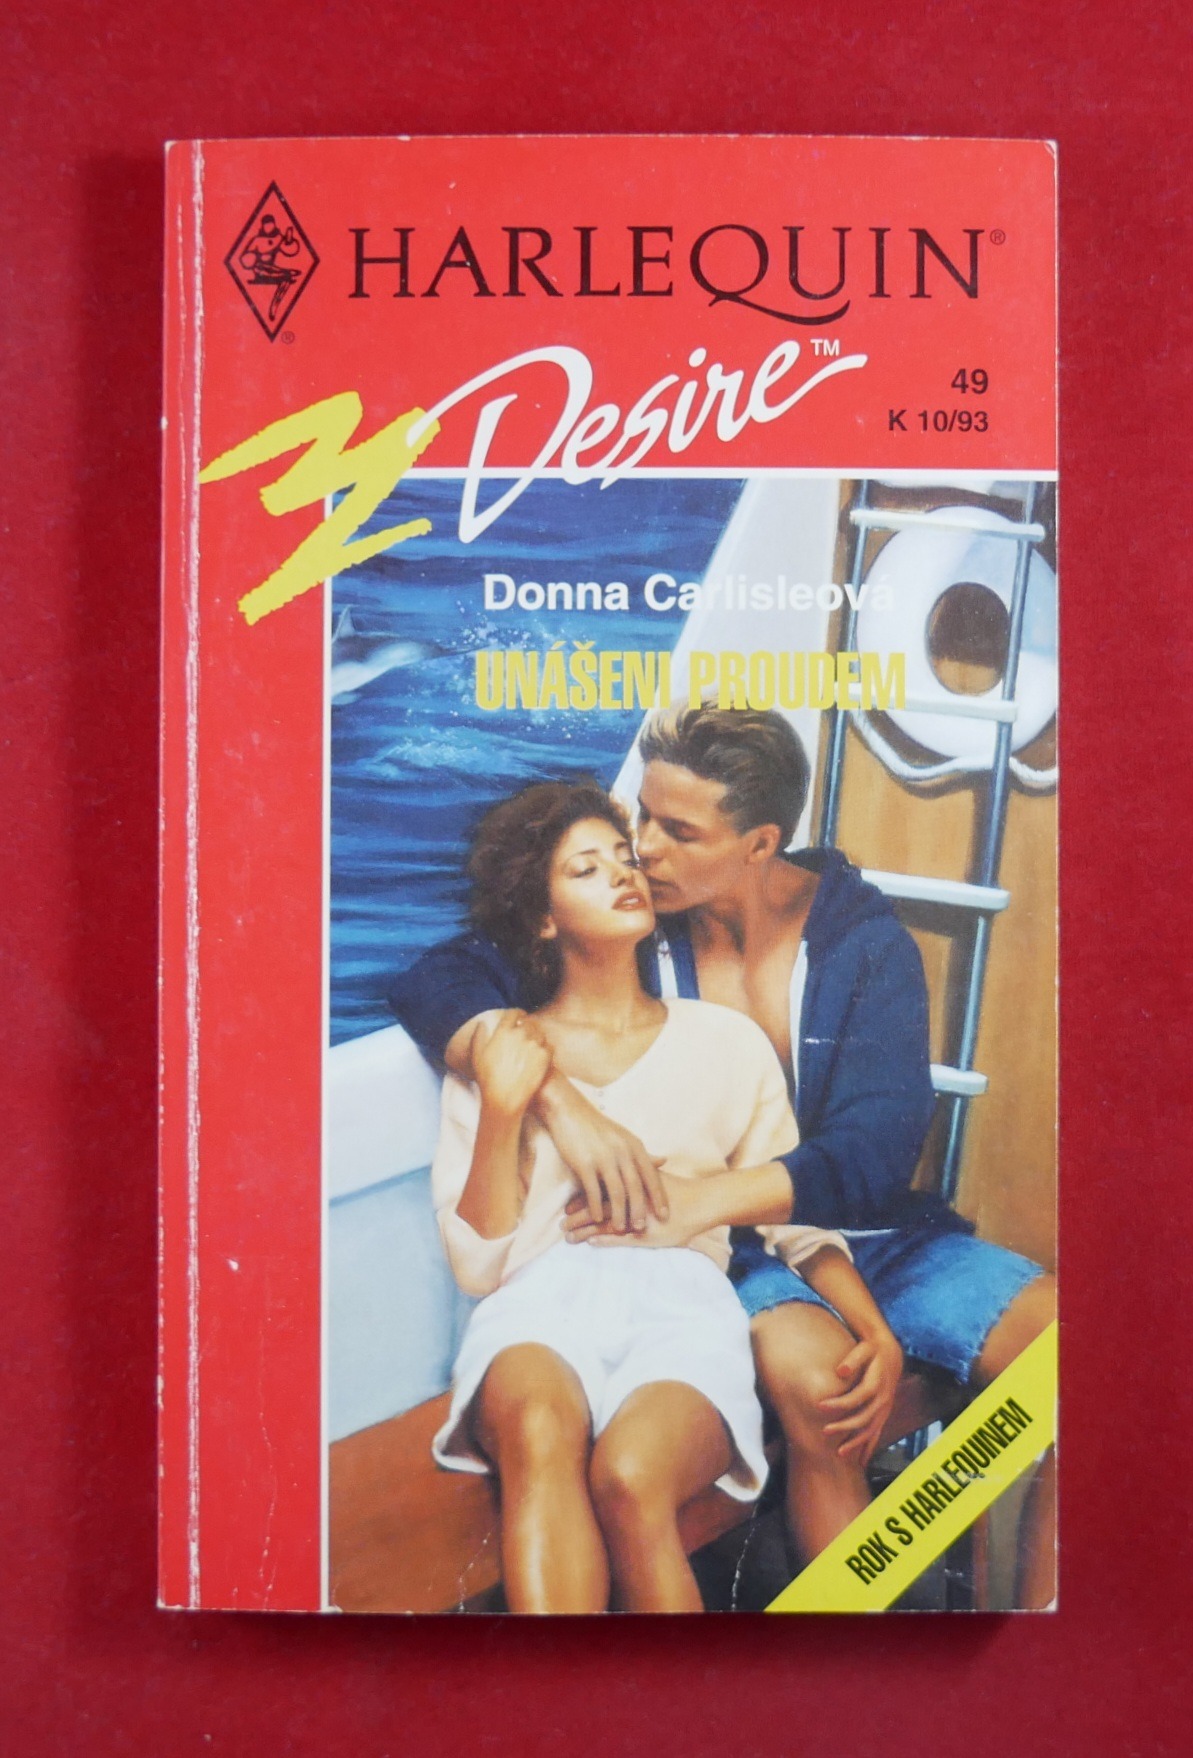 HARLEQUIN®
®
Desire™
49
K 10/93
Donna Carlisleová
UNÁŠENI PROUDEM
ROK S HARLEQUINEM